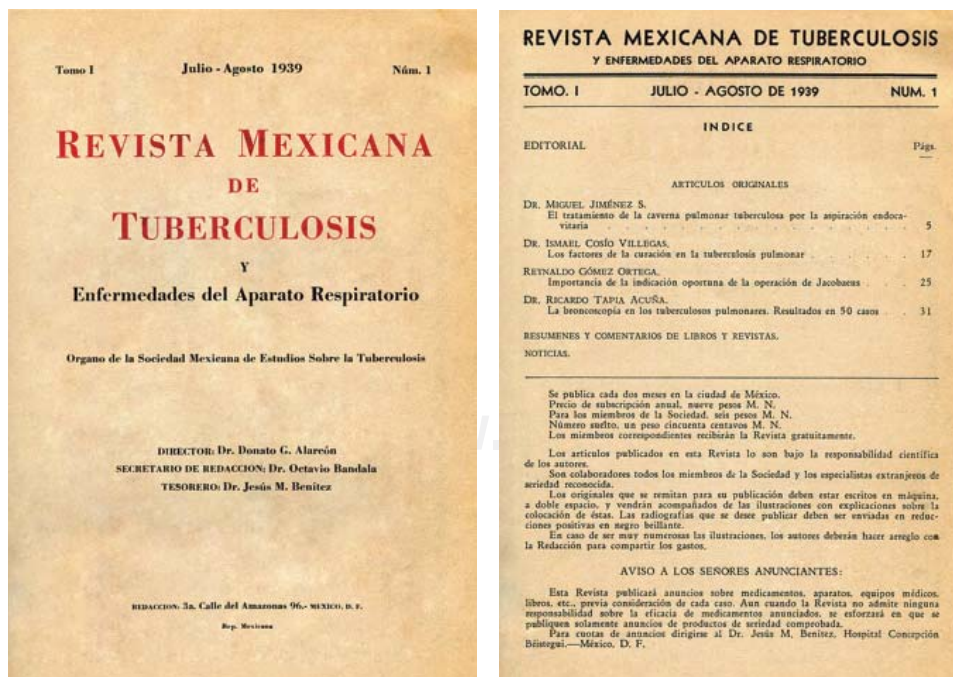 Tomo I Julio - Agosto 1939 Núm. 1
REVISTA MEXICANA
DE
TUBERCULOSIS
Y
Enfermedades del Aparato Respiratorio
Organo de la Sociedad Mexicana de Estudios Sobre la Tuberculosis
DIRECTOR: Dr. Donato G. Alarcón
SECRETARIO DE REDACCION: Dr. Octavio Bandala
TESORERO: Dr. Jesús M. Benítez
REDACCION: 3a. Calle del Amazonas 96.- MEXICO, D. F.
Rep. Mexicana
REVISTA MEXICANA DE TUBERCULOSIS
Y ENFERMEDADES DEL APARATO RESPIRATORIO
TOMO. I JULIO - AGOSTO DE 1939 NUM. 1
INDICE
EDITORIAL Págs.
ARTICULOS ORIGINALES
DR. MIGUEL JIMÉNEZ S.
El tratamiento de la caverna pulmonar tuberculosa por la aspiración endoca-
vitaria . . . . . . . . . . . . . 5
DR. ISMAEL COSÍO VILLEGAS.
Los factores de la curación en la tuberculosis pulmonar . . . . . 17
REYNALDO GÓMEZ ORTEGA.
Importancia de la indicación oportuna de la operación de Jacobaeus . . . 25
DR. RICARDO TAPIA ACUÑA.
La broncoscopía en los tuberculosos pulmonares. Resultados en 50 casos . . 31
RESUMENES Y COMENTARIOS DE LIBROS Y REVISTAS.
NOTICIAS.
Se publica cada dos meses en la ciudad de México.
Precio de subscripción anual, nueve pesos M. N.
Para los miembros de la Sociedad, seis pesos M. N.
Número suelto, un peso cincuenta centavos M. N.
Los miembros correspondientes recibirán la Revista gratuitamente.
Los artículos publicados en esta Revista lo son bajo la responsabilidad científica
de los autores.
Son colaboradores todos los miembros de la Sociedad y los especialistas extranjeros de
seriedad reconocida.
Los originales que se remitan para su publicación deben estar escritos en máquina,
a doble espacio, y vendrán acompañados de las ilustraciones con explicaciones sobre la
colocación de éstas. Las radiografías que se desee publicar deben ser enviadas en reduc-
ciones positivas en negro beillante.
En caso de ser muy numerosas las ilustraciones, los autores deberán hacer arreglo con
la Redacción para compartir los gastos.
AVISO A LOS SEÑORES ANUNCIANTES:
Esta Revista publicará anuncios sobre medicamentos, aparatos, equipos médicos,
libros, etc., previa consideración de cada caso. Aun cuando la Revista no admite ninguna
responsabilidad sobre la eficacia de medicamentos anunciados, se esforzará en que se
publiquen solamente anuncios de productos de seriedad comprobada.
Para cuotas de anuncios dirigirse al Dr. Jesús M. Benítez, Hospital Concepción
Béistegui.—México, D. F.